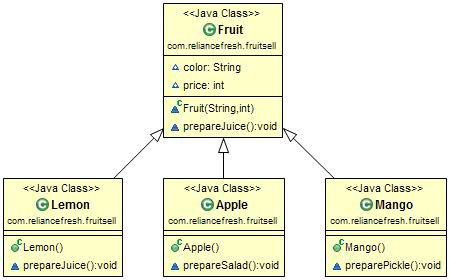 <<Java Class>>
Fruit
com.reliancefresh.fruitsell
color: String
price: int
Fruit(String,int)
prepareJuice():void
<<Java Class>>
Lemon
com.reliancefresh.fruitsell
Lemon()
prepareJuice():void
<<Java Class>>
Apple
com.reliancefresh.fruitsell
Apple()
prepareSalad():void
<<Java Class>>
Mango
com.reliancefresh.fruitsell
Mango()
preparePickle():void